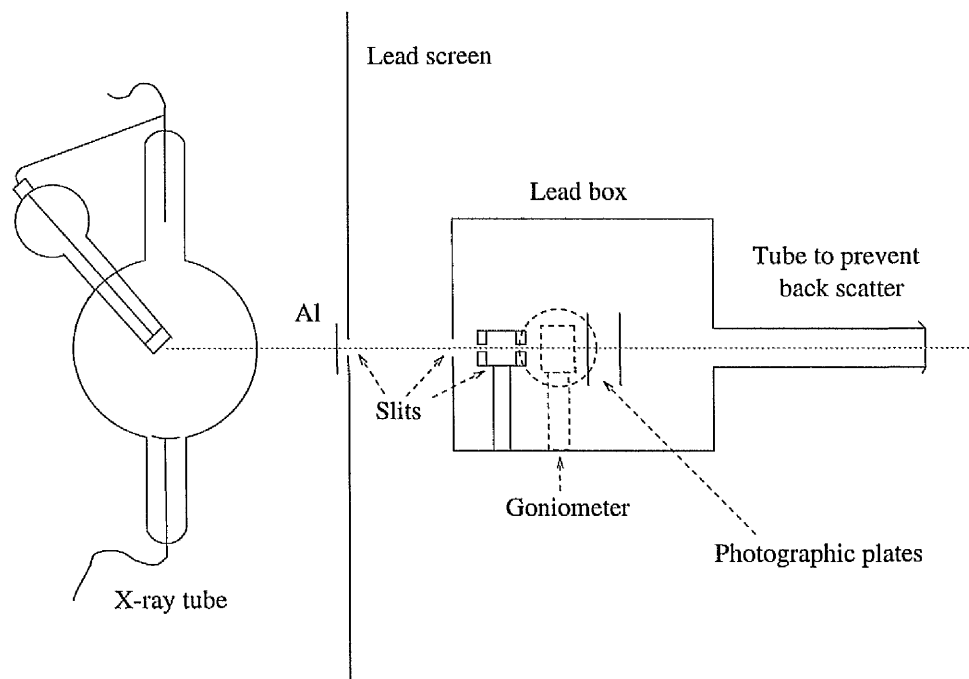 Lead screen
Lead box
Tube to prevent
back scatter
Al
Slits
Goniometer
Photographic plates
X-ray tube